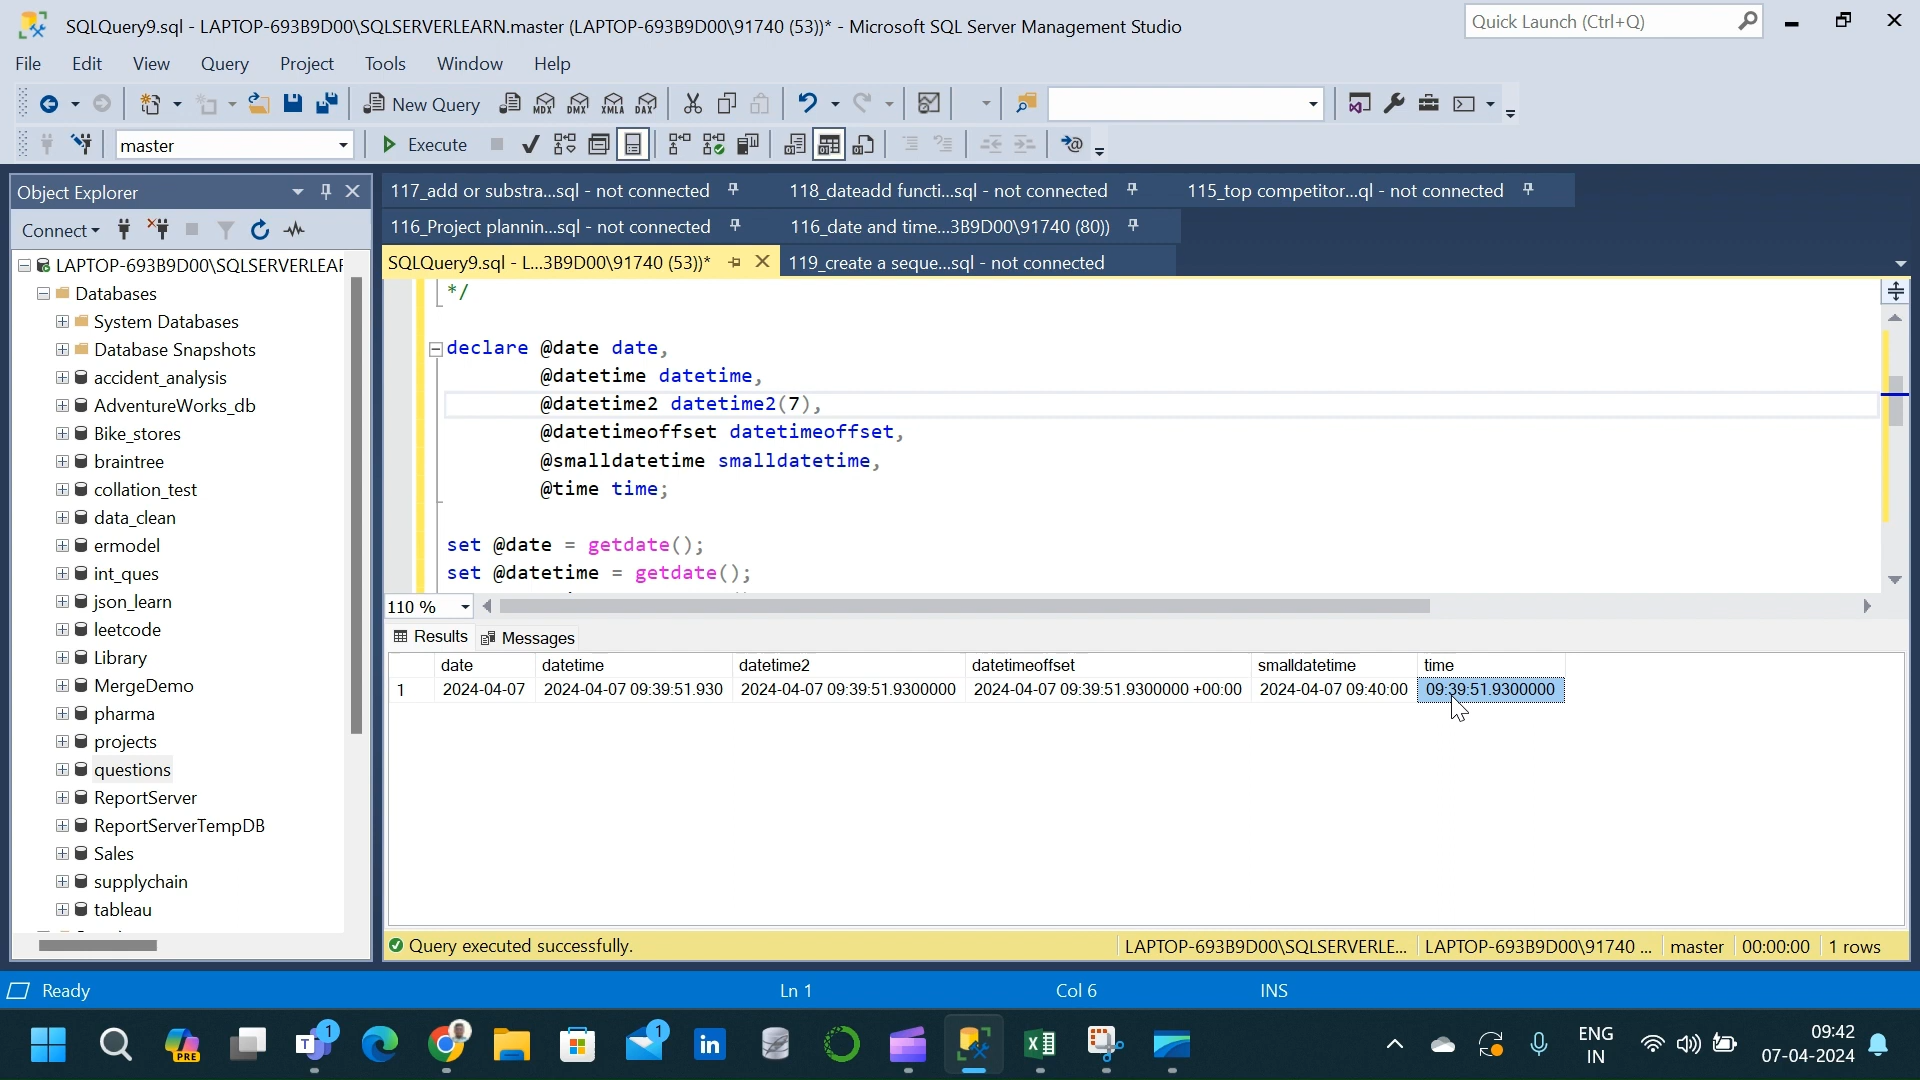 SQLQuery9.sql - LAPTOP-693B9D00\SQLSERVERLEARN.master (LAPTOP-693B9D00\91740 (53))* - Microsoft SQL Server Management Studio
Quick Launch (Ctrl+Q)
File Edit View Query Project Tools Window Help
New Query MDX DMX XMLA DAX
master Execute
Object Explorer
117_add or substra...sql - not connected 118_dateadd functi...sql - not connected 115_top competitor...ql - not connected
Connect
116_Project plannin...sql - not connected 116_date and time...3B9D00\91740 (80))
SQLQuery9.sql - L...3B9D00\91740 (53))* 119_create a seque...sql - not connected
LAPTOP-693B9D00\SQLSERVERLEAF
Databases
System Databases
Database Snapshots
accident_analysis
AdventureWorks_db
Bike_stores
braintree
collation_test
data_clean
ermodel
int_ques
json_learn
leetcode
Library
MergeDemo
pharma
projects
questions
ReportServer
ReportServerTempDB
Sales
supplychain
tableau
*/
declare @date date,
@datetime datetime,
@datetime2 datetime2(7),
@datetimeoffset datetimeoffset,
@smalldatetime smalldatetime,
@time time;
set @date = getdate();
set @datetime = getdate();
110 %
Results Messages
date datetime datetime2 datetimeoffset smalldatetime time
1 2024-04-07 2024-04-07 09:39:51.930 2024-04-07 09:39:51.9300000 2024-04-07 09:39:51.9300000 +00:00 2024-04-07 09:40:00 09:39:51.9300000
Query executed successfully. LAPTOP-693B9D00\SQLSERVERLE... LAPTOP-693B9D00\91740 ... master 00:00:00 1 rows
Ready Ln 1 Col 6 INS
PRE 1 1 ENG IN 09:42 07-04-2024